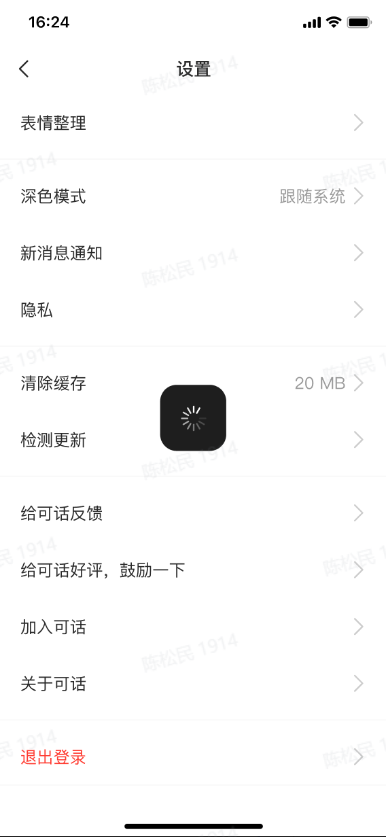 16:24
设置
表情整理
深色模式 跟随系统
新消息通知
隐私
清除缓存 20 MB
检测更新
给可话反馈
给可话好评，鼓励一下
加入可话
关于可话
退出登录
陈松民 1914